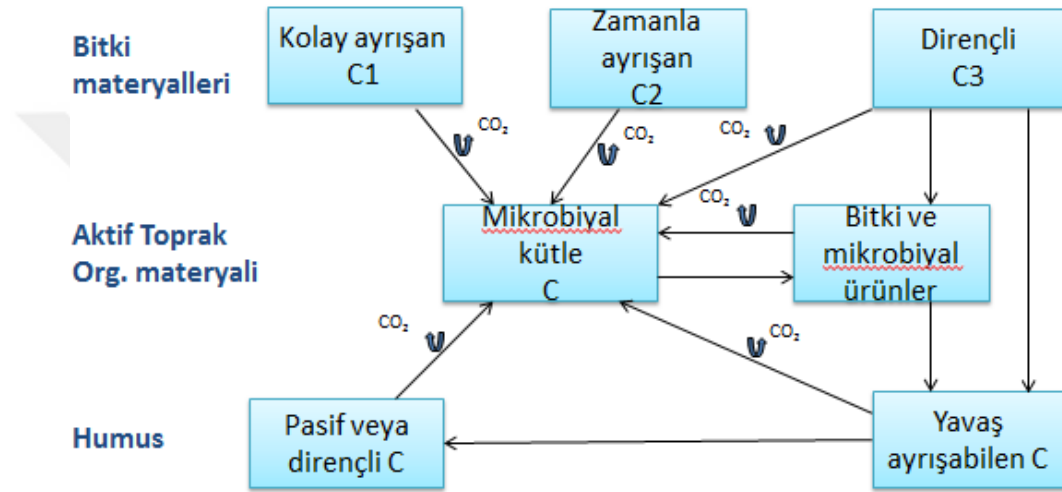 Bitki
materyalleri
Kolay ayrışan
C1
Zamanla
ayrışan
C2
Dirençli
C3
CO₂
CO₂
CO₂
CO₂
Aktif Toprak
Org. materyali
Mikrobiyal
kütle
C
Bitki ve
mikrobiyal
ürünler
CO₂
CO₂
Humus
Pasif veya
dirençli C
Yavaş
ayrışabilen C